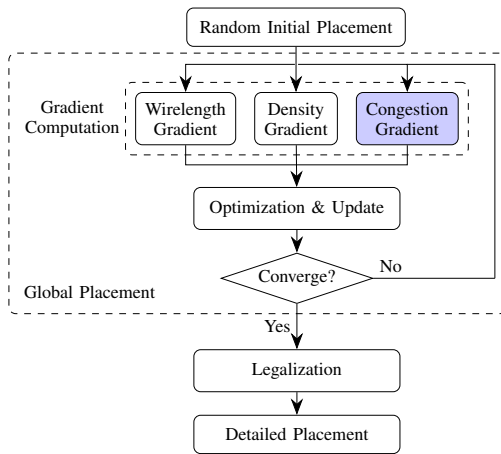 Random Initial Placement
Gradient
Computation
Wirelength
Gradient
Density
Gradient
Congestion
Gradient
Optimization & Update
Converge?
No
Global Placement
Yes
Legalization
Detailed Placement